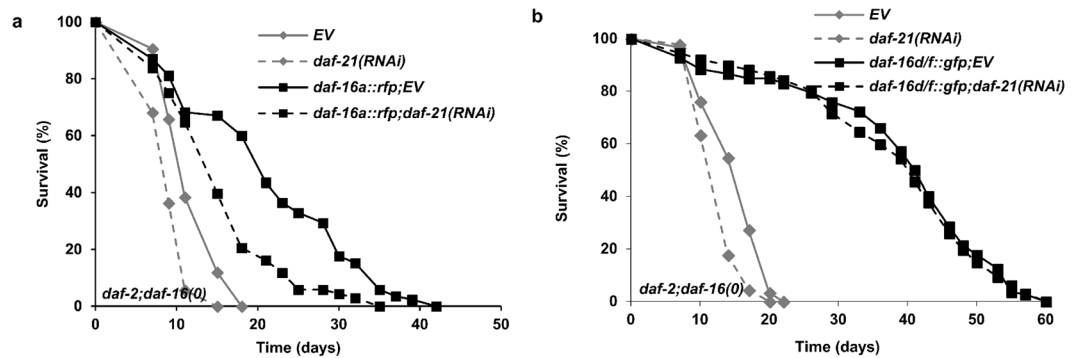 a
EV
daf-21(RNAi)
daf-16a::rfp;EV
daf-16a::rfp;daf-21(RNAi)
Survival (%)
100
80
60
40
20
0
daf-2;daf-16(0)
0 10 20 30 40 50
Time (days)
b
EV
daf-21(RNAi)
daf-16d/f::gfp;EV
daf-16d/f::gfp;daf-21(RNAi)
Survival (%)
100
80
60
40
20
0
daf-2;daf-16(0)
0 10 20 30 40 50 60
Time (days)